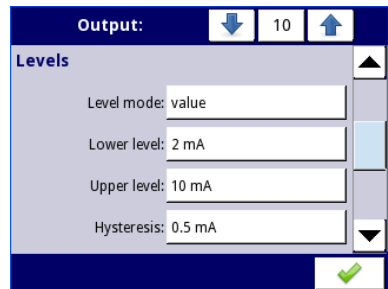 Output: 10
Levels
Level mode: value
Lower level: 2 mA
Upper level: 10 mA
Hysteresis: 0.5 mA